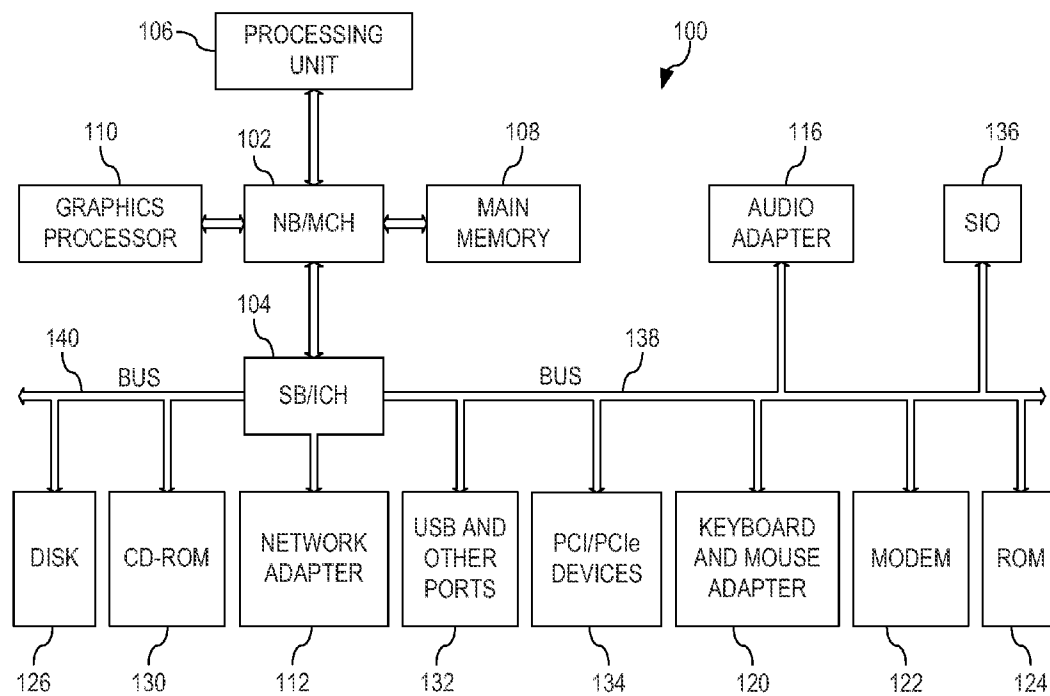 106
PROCESSING
UNIT
100
110
102
108
116
136
GRAPHICS
PROCESSOR
NB/MCH
MAIN
MEMORY
AUDIO
ADAPTER
SIO
104
140
138
BUS
SB/ICH
BUS
DISK
CD-ROM
NETWORK
ADAPTER
USB AND
OTHER
PORTS
PCI/PCIe
DEVICES
KEYBOARD
AND MOUSE
ADAPTER
MODEM
ROM
126
130
112
132
134
120
122
124